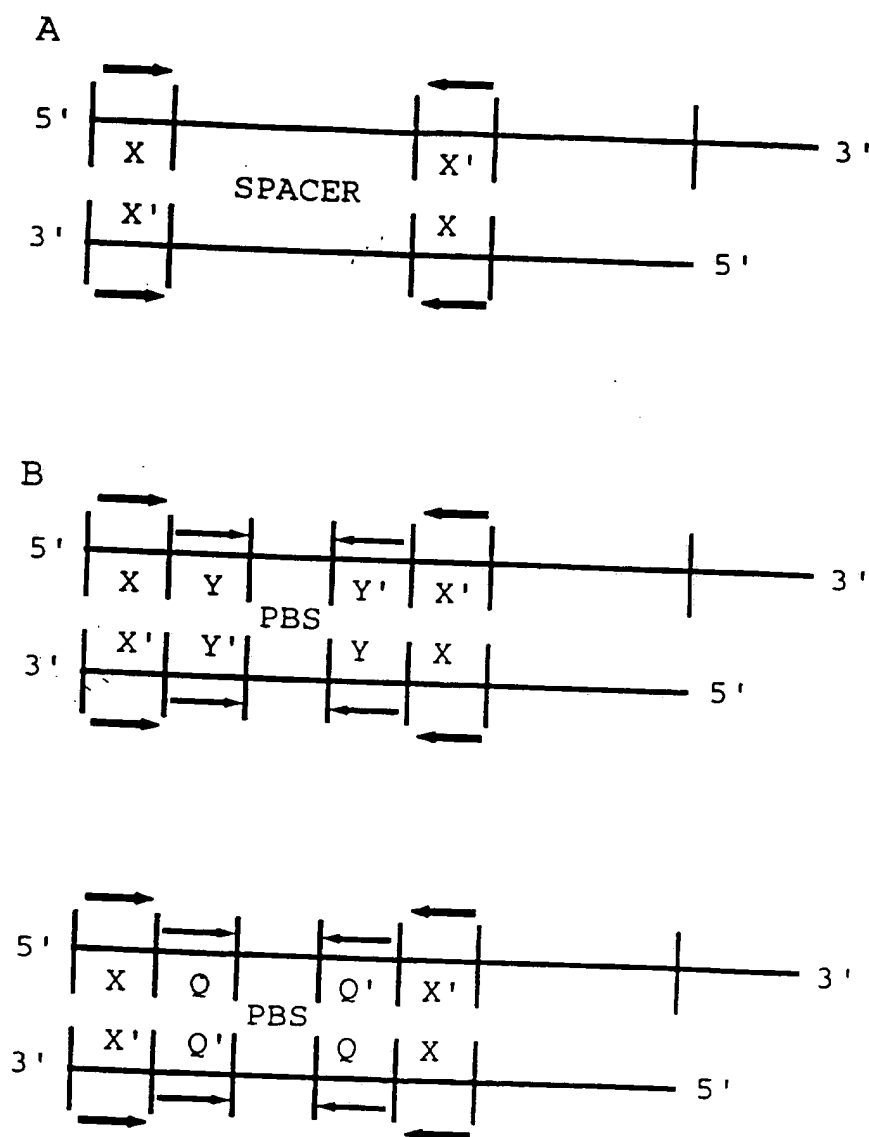 A
5' 3'
X X'
SPACER
X' X
3' 5'
B
5' 3'
X Y Y' X'
PBS
X' Y' Y X
3' 5'
5' 3'
X Q Q' X'
PBS
X' Q' Q X
3' 5'